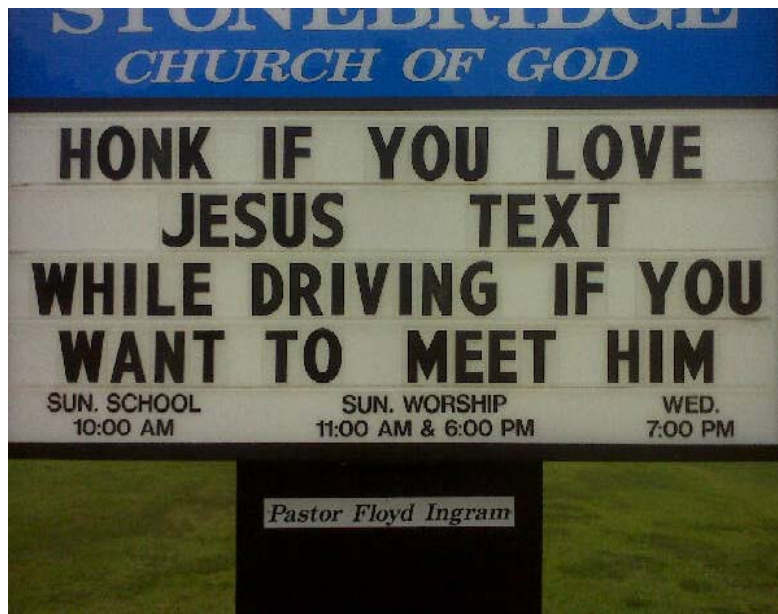 STONEBRIDGE
CHURCH OF GOD
HONK IF YOU LOVE
JESUS TEXT
WHILE DRIVING IF YOU
WANT TO MEET HIM
SUN. SCHOOL SUN. WORSHIP WED.
10:00 AM 11:00 AM & 6:00 PM 7:00 PM
Pastor Floyd Ingram